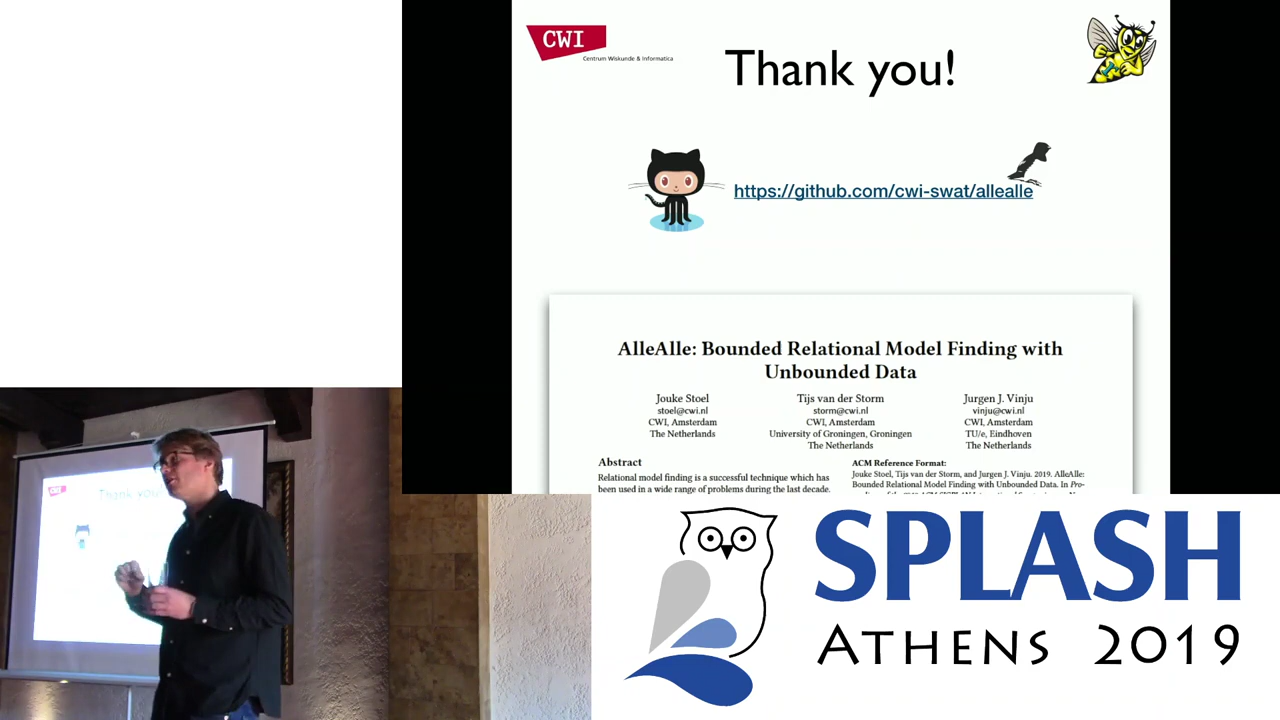 CWI
Centrum Wiskunde & Informatica
Thank you!
https://github.com/cwi-swat/allealle
AlleAlle: Bounded Relational Model Finding with
Unbounded Data
Jouke Stoel
stoel@cwi.nl
CWI, Amsterdam
The Netherlands
Tijs van der Storm
storm@cwi.nl
CWI, Amsterdam
University of Groningen, Groningen
The Netherlands
Jurgen J. Vinju
vinju@cwi.nl
CWI, Amsterdam
TU/e, Eindhoven
The Netherlands
Abstract
Relational model finding is a successful technique which has
been used in a wide range of problems during the last decade.
ACM Reference Format:
Jouke Stoel, Tijs van der Storm, and Jurgen J. Vinju. 2019. AlleAlle:
Bounded Relational Model Finding with Unbounded Data. In Pro-
Thank you!
SPLASH
ATHENS 2019